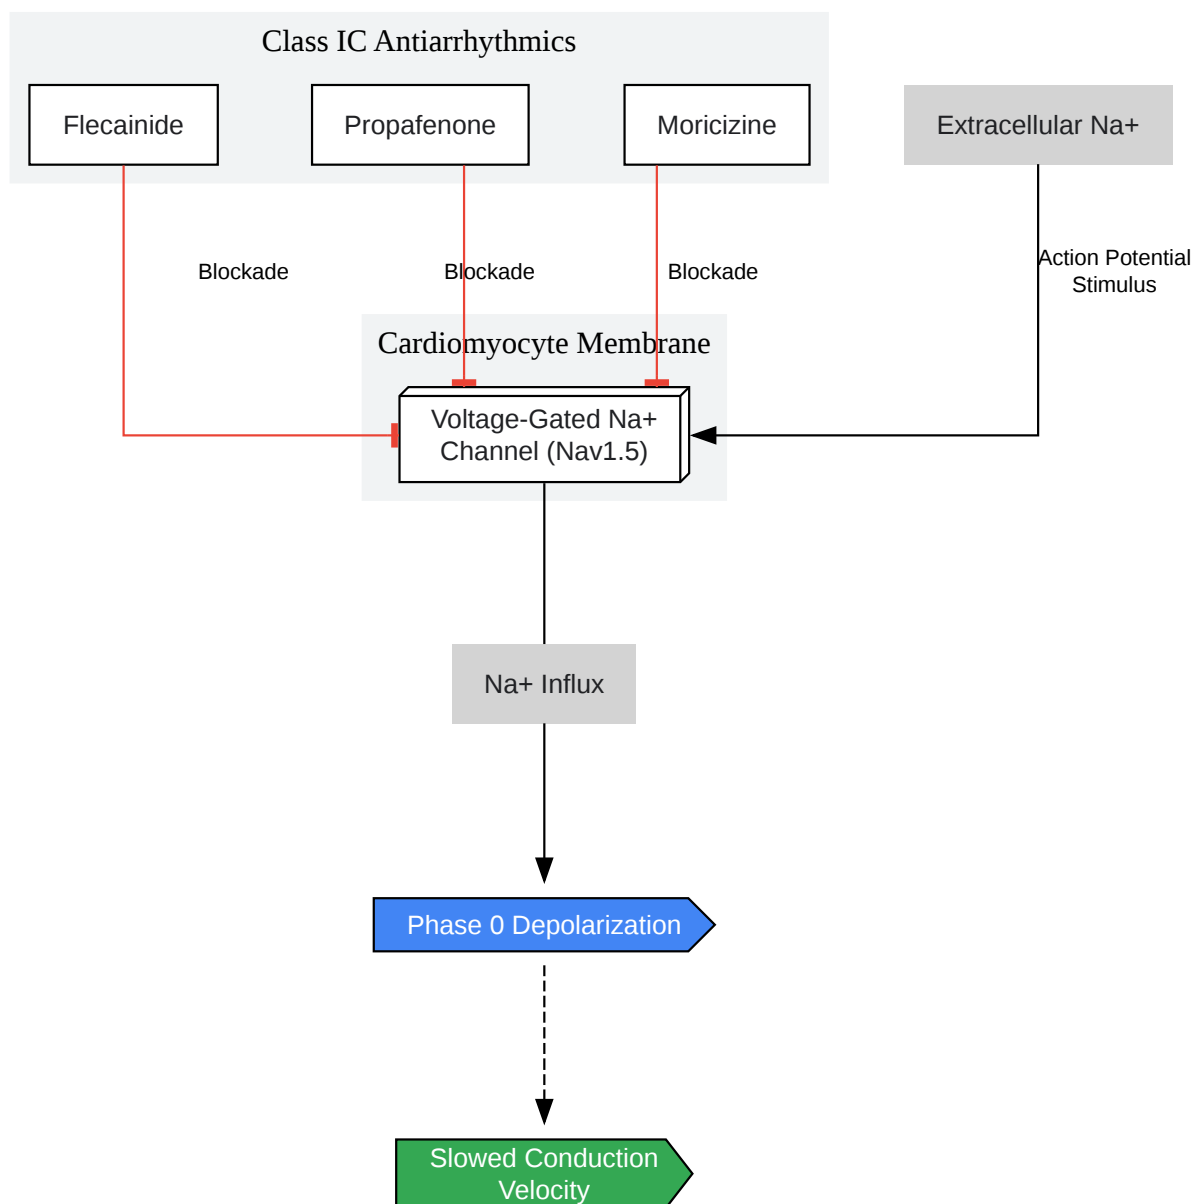 Class IC Antiarrhythmics
Flecainide
Propafenone
Moricizine
Extracellular Na+
Blockade
Blockade
Blockade
Action Potential
Stimulus
Cardiomyocyte Membrane
Voltage-Gated Na+
Channel (Nav1.5)
Na+ Influx
Phase 0 Depolarization
Slowed Conduction
Velocity